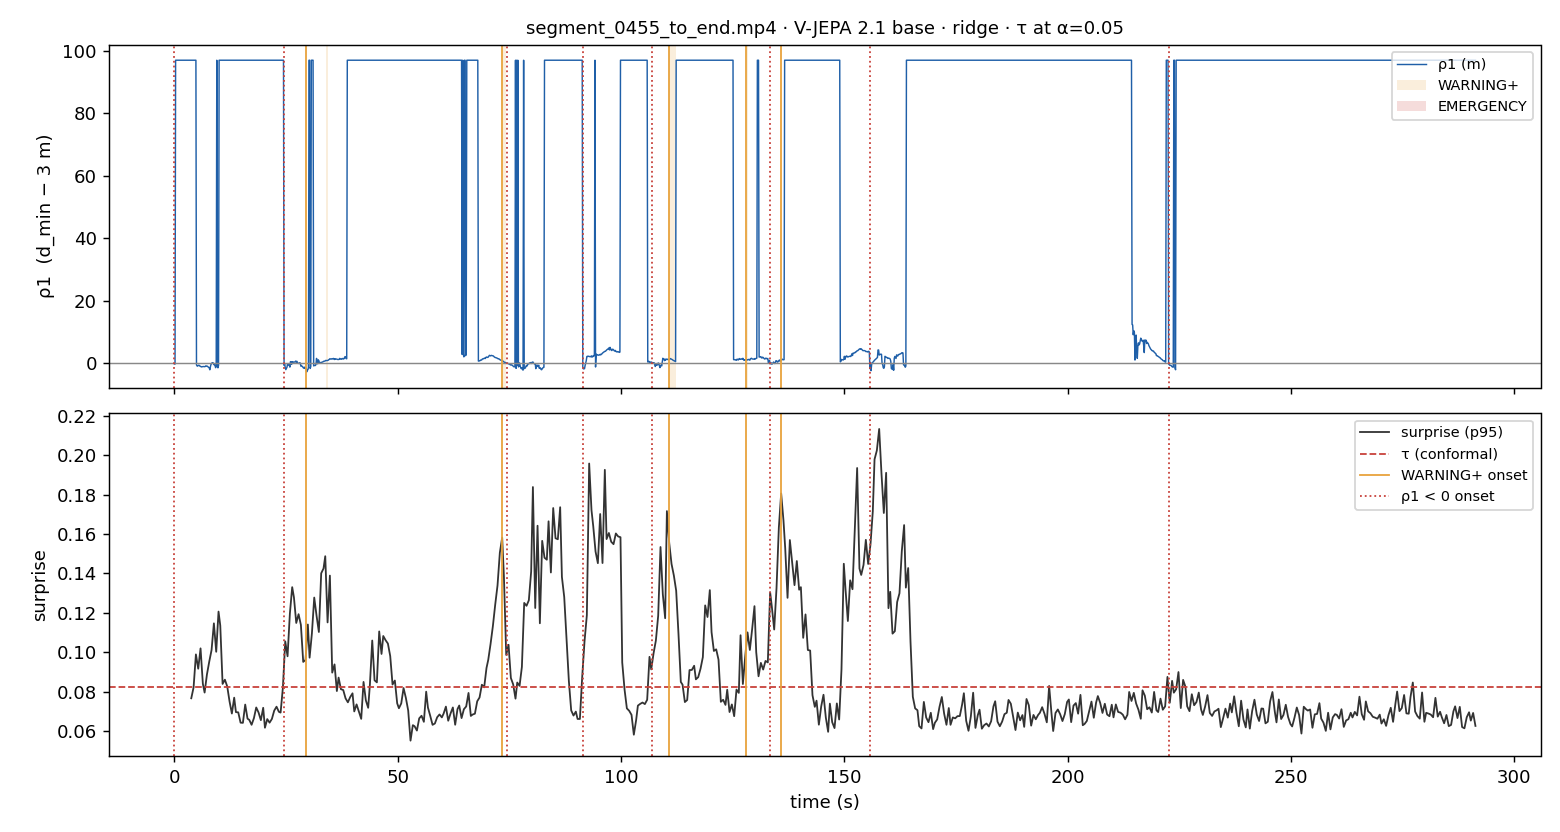 segment_0455_to_end.mp4 · V-JEPA 2.1 base · ridge · τ at α=0.05
ρ1 (d_min − 3 m)
100
80
60
40
20
0
ρ1 (m)
WARNING+
EMERGENCY
surprise
0.22
0.20
0.18
0.16
0.14
0.12
0.10
0.08
0.06
surprise (p95)
τ (conformal)
WARNING+ onset
ρ1 < 0 onset
0 50 100 150 200 250 300
time (s)